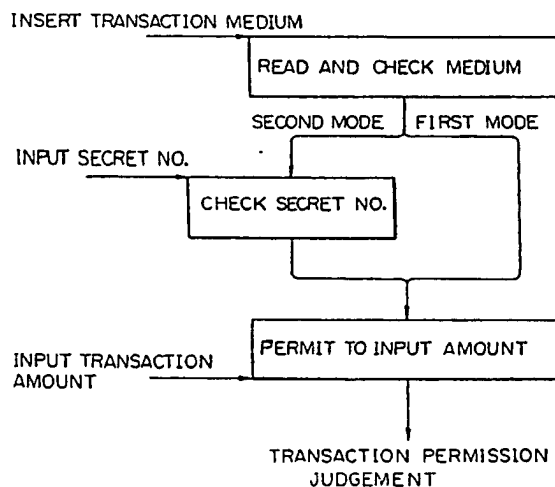 INSERT TRANSACTION MEDIUM
READ AND CHECK MEDIUM
SECOND MODE
FIRST MODE
INPUT SECRET NO.
CHECK SECRET NO.
PERMIT TO INPUT AMOUNT
INPUT TRANSACTION
AMOUNT
TRANSACTION PERMISSION
JUDGEMENT